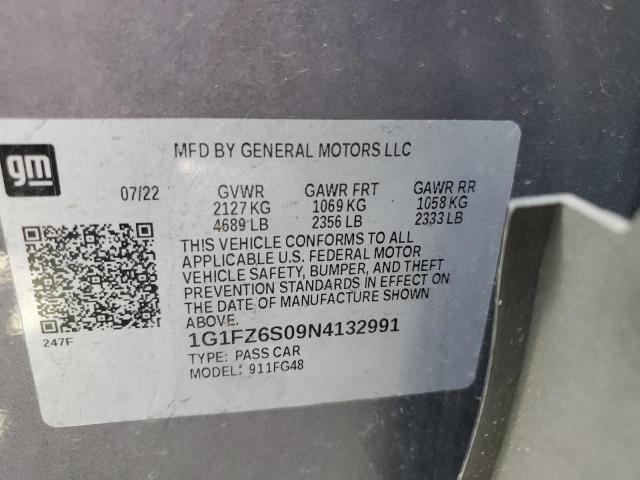 gm
MFD BY GENERAL MOTORS LLC
07/22 GVWR GAWR FRT GAWR RR
2127 KG 1069 KG 1058 KG
4689 LB 2356 LB 2333 LB
THIS VEHICLE CONFORMS TO ALL
APPLICABLE U.S. FEDERAL MOTOR
VEHICLE SAFETY, BUMPER, AND THEFT
PREVENTION STANDARDS IN EFFECT ON
THE DATE OF MANUFACTURE SHOWN
ABOVE.
247F
1G1FZ6S09N4132991
TYPE: PASS CAR
MODEL: 911FG48